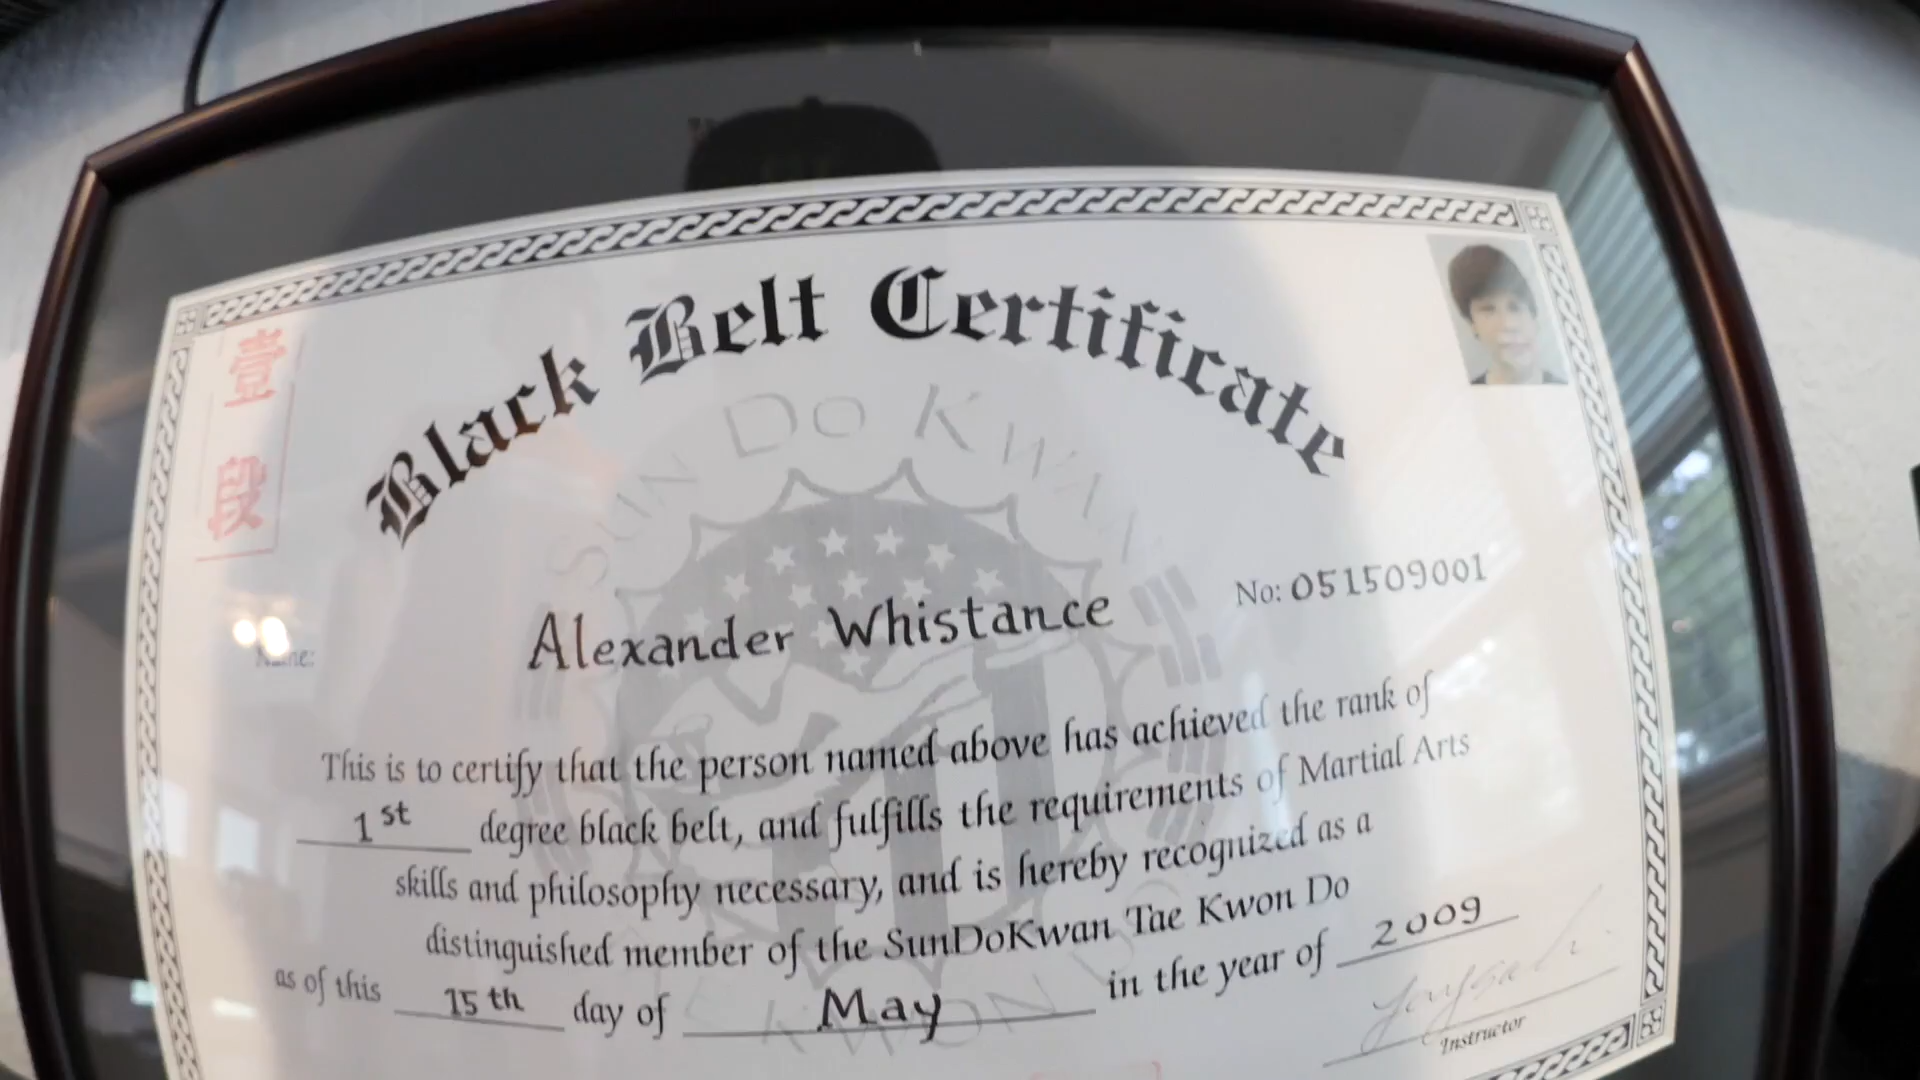 Black Belt Certificate
壹段
SUN DO KWAN
No: 051509001
Name:
Alexander Whistance
This is to certify that the person named above has achieved the rank of
1st degree black belt, and fulfills the requirements of Martial Arts
skills and philosophy necessary, and is hereby recognized as a
distinguished member of the SunDoKwan Tae Kwon Do
as of this 15th day of May in the year of 2009
Instructor